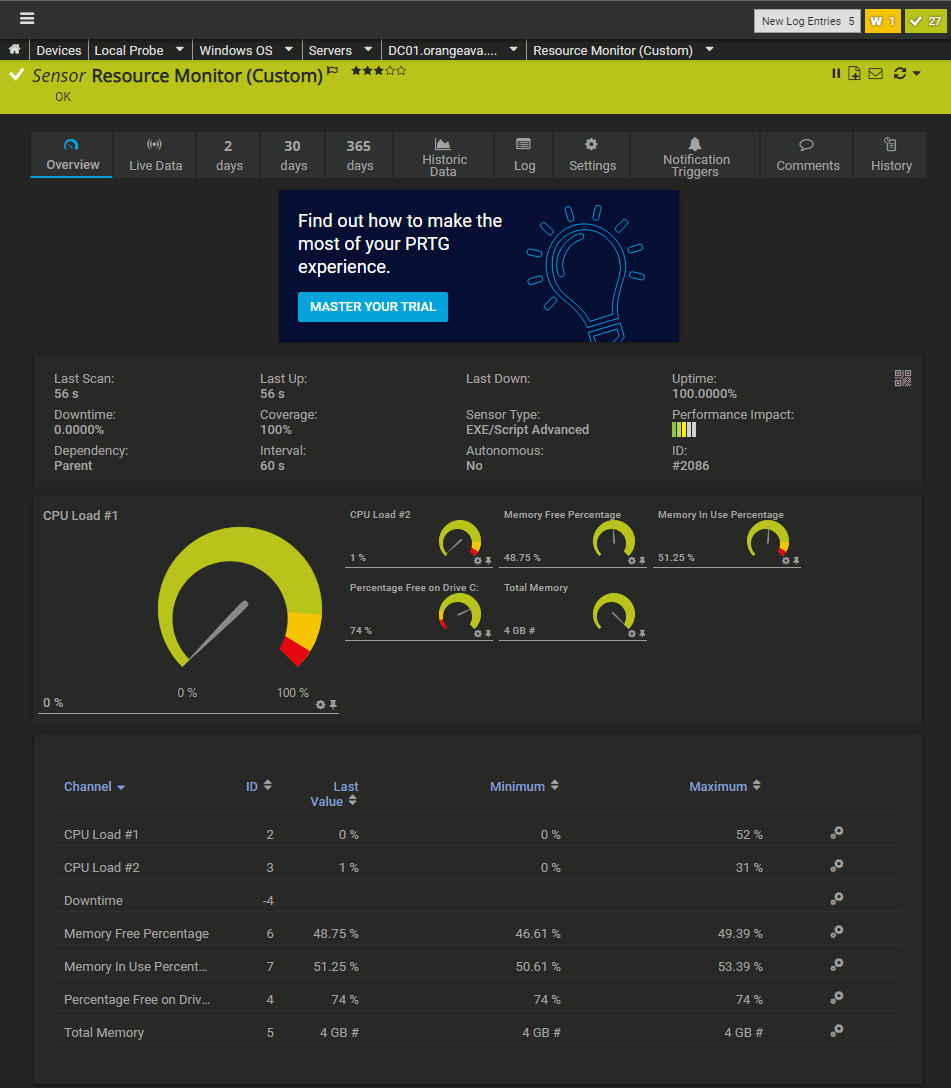 New Log Entries 5 W 1 27
Devices Local Probe Windows OS Servers DC01.orangeava.... Resource Monitor (Custom)
Sensor Resource Monitor (Custom)
OK
Overview Live Data 2 days 30 days 365 days Historic Data Log Settings Notification Triggers Comments History
Find out how to make the
most of your PRTG
experience.
MASTER YOUR TRIAL
Last Scan: Last Up: Last Down: Uptime:
56 s 56 s 100.0000%
Downtime: Coverage: Sensor Type: Performance Impact:
0.0000% 100% EXE/Script Advanced
Dependency: Interval: Autonomous: ID:
Parent 60 s No #2086
CPU Load #1
0 % 100 %
0 %
CPU Load #2 Memory Free Percentage Memory In Use Percentage
1 % 48.75 % 51.25 %
Percentage Free on Drive C: Total Memory
74 % 4 GB #
Channel ID Last Value Minimum Maximum
CPU Load #1 2 0 % 0 % 52 %
CPU Load #2 3 1 % 0 % 31 %
Downtime -4
Memory Free Percentage 6 48.75 % 46.61 % 49.39 %
Memory In Use Percent... 7 51.25 % 50.61 % 53.39 %
Percentage Free on Driv... 4 74 % 74 % 74 %
Total Memory 5 4 GB # 4 GB # 4 GB #